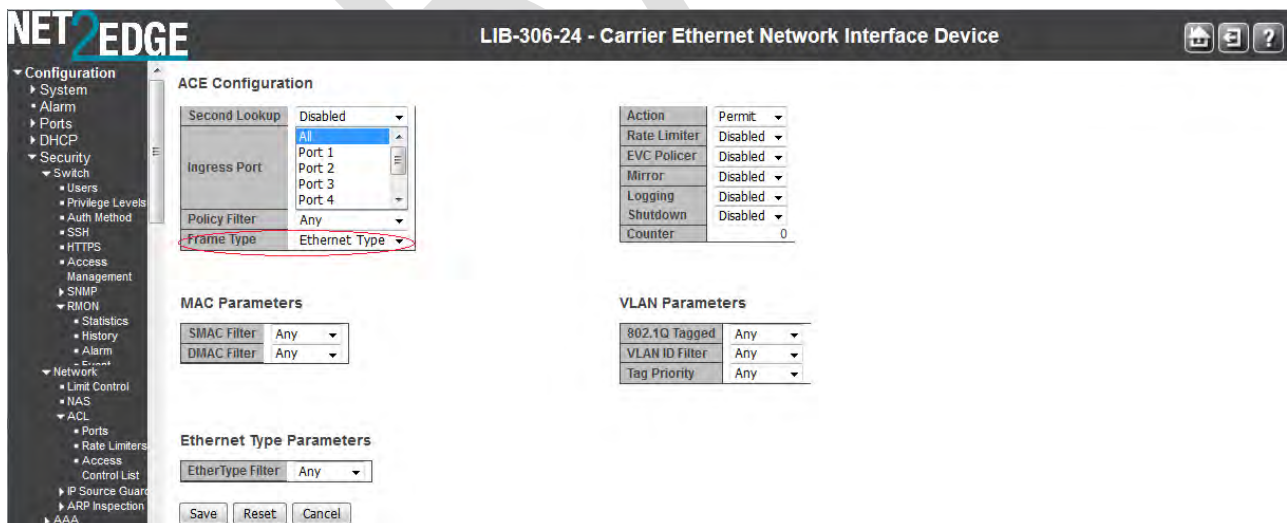 NET2EDGE
LIB-306-24 - Carrier Ethernet Network Interface Device
?
Configuration
System
Alarm
Ports
DHCP
Security
Switch
Users
Privilege Levels
Auth Method
SSH
HTTPS
Access
Management
SNMP
RMON
Statistics
History
Alarm
Event
Network
Limit Control
NAS
ACL
Ports
Rate Limiters
Access
Control List
IP Source Guard
ARP Inspection
AAA
ACE Configuration
Second Lookup Disabled
Ingress Port
All
Port 1
Port 2
Port 3
Port 4
Policy Filter Any
Frame Type Ethernet Type
Action Permit
Rate Limiter Disabled
EVC Policer Disabled
Mirror Disabled
Logging Disabled
Shutdown Disabled
Counter 0
MAC Parameters
SMAC Filter Any
DMAC Filter Any
VLAN Parameters
802.1Q Tagged Any
VLAN ID Filter Any
Tag Priority Any
Ethernet Type Parameters
EtherType Filter Any
Save Reset Cancel